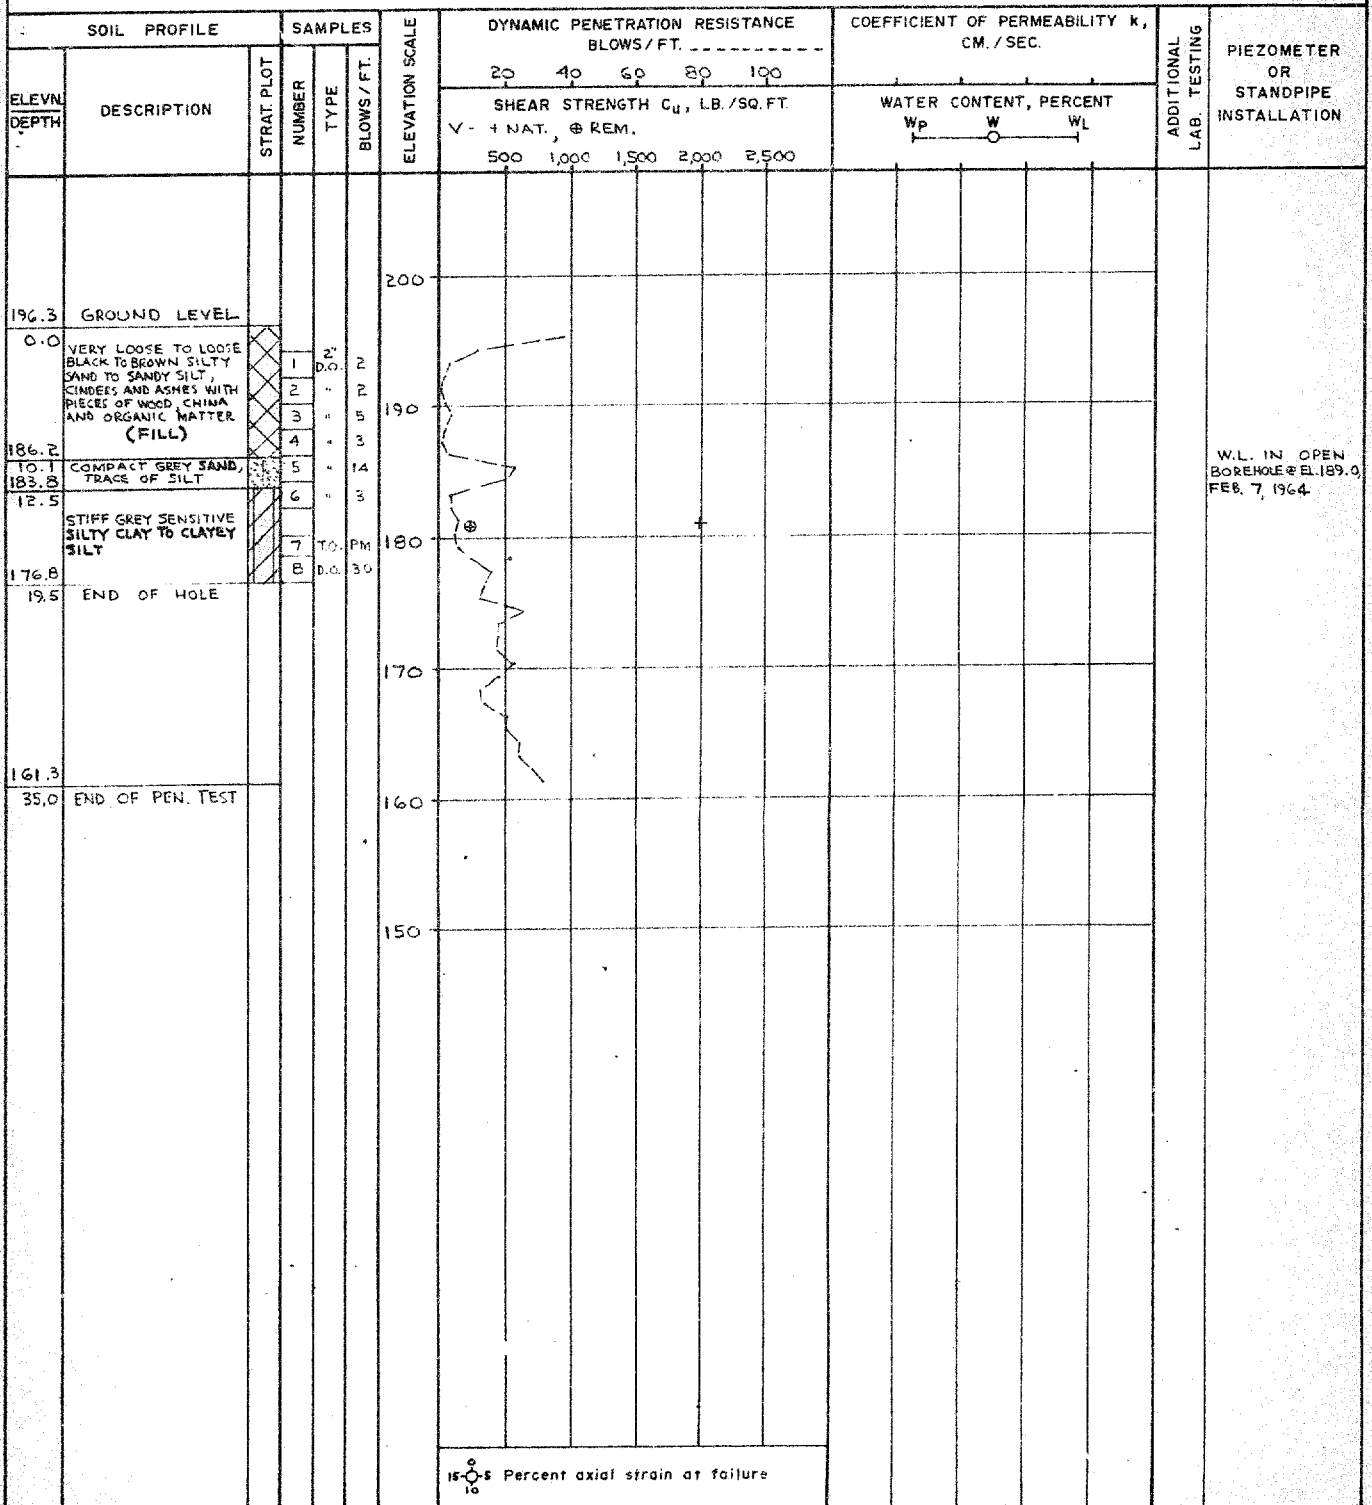 SOIL PROFILE
SAMPLES
ELEVATION SCALE
DYNAMIC PENETRATION RESISTANCE
BLOWS/FT. ----------
20 40 60 80 100
COEFFICIENT OF PERMEABILITY k,
CM./SEC.
ADDITIONAL
LAB. TESTING
PIEZOMETER
OR
STANDPIPE
INSTALLATION
ELEVN.
DEPTH
DESCRIPTION
STRAT. PLOT
NUMBER
TYPE
BLOWS/FT.
SHEAR STRENGTH Cu, LB./SQ.FT.
V - + NAT., ⊕ REM.
500 1,000 1,500 2,000 2,500
WATER CONTENT, PERCENT
Wp W WL
200
196.3 GROUND LEVEL
0.0
VERY LOOSE TO LOOSE
BLACK TO BROWN SILTY
SAND TO SANDY SILT,
CINDERS AND ASHES WITH
PIECES OF WOOD, CHINA
AND ORGANIC MATTER
(FILL)
1 2" D.O. 2
2 " 2
3 " 5
4 " 3
190
186.2
10.1 COMPACT GREY SAND,
183.8 TRACE OF SILT
5 " 14
12.5
6 " 3
W.L. IN OPEN
BOREHOLE @ EL.189.0
FEB. 7, 1964
STIFF GREY SENSITIVE
SILTY CLAY TO CLAYEY
SILT
7 T.O. PM
8 D.O. 30
180
176.8
19.5 END OF HOLE
170
161.3
35.0 END OF PEN. TEST
160
150
0
15 5 Percent axial strain at failure
10